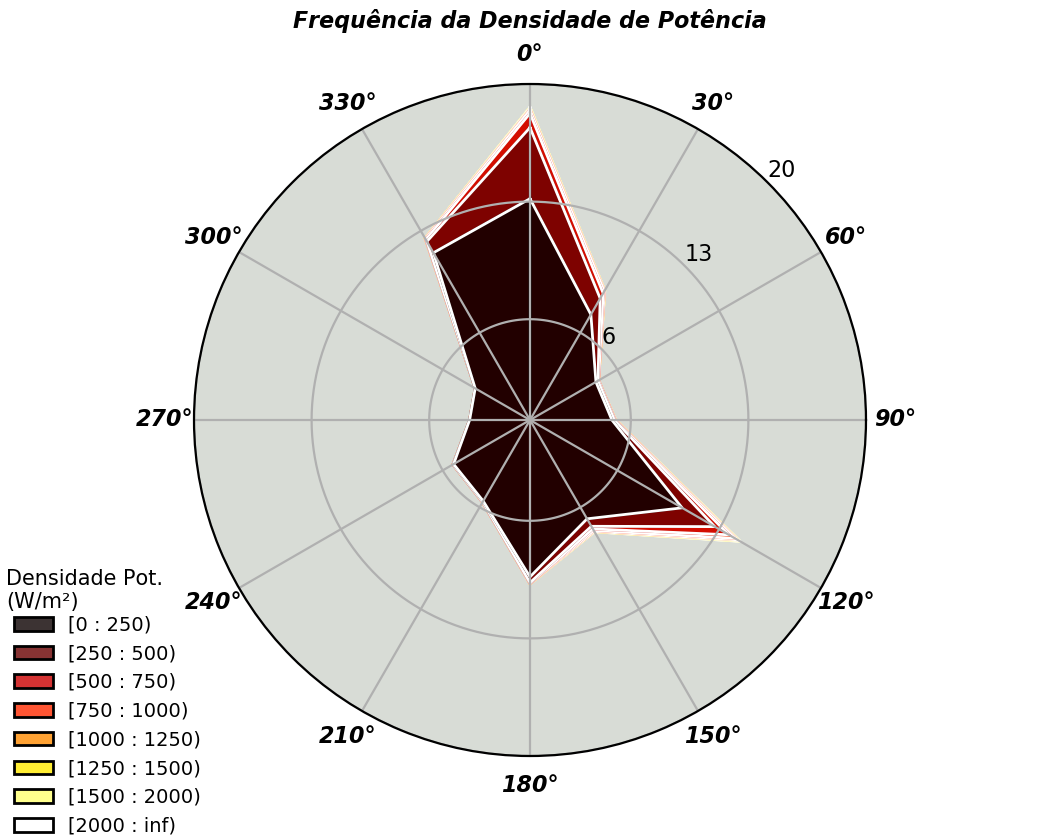 Frequência da Densidade de Potência
0°
330°
30°
20
300°
60°
13
6
270°
90°
240°
120°
210°
150°
180°
Densidade Pot.
(W/m²)
[0 : 250)
[250 : 500)
[500 : 750)
[750 : 1000)
[1000 : 1250)
[1250 : 1500)
[1500 : 2000)
[2000 : inf)